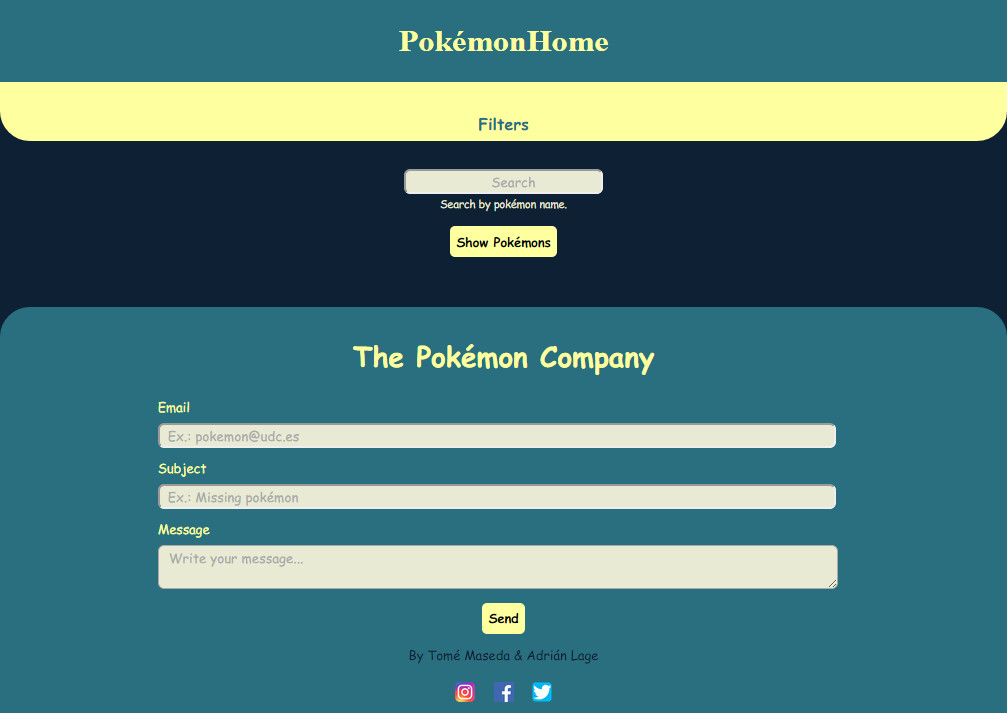 PokémonHome
Filters
Search
Search by pokémon name.
Show Pokémons
The Pokémon Company
Email
Ex.: pokemon@udc.es
Subject
Ex.: Missing pokémon
Message
Write your message...
Send
By Tomé Maseda & Adrián Lage